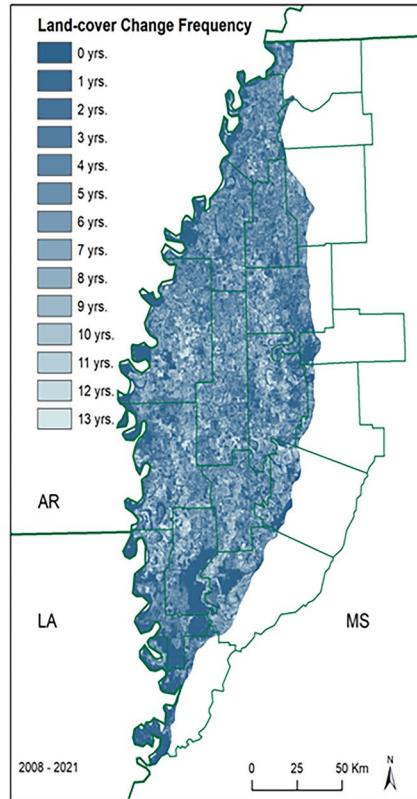 Land-cover Change Frequency
0 yrs.
1 yrs.
2 yrs.
3 yrs.
4 yrs.
5 yrs.
6 yrs.
7 yrs.
8 yrs.
9 yrs.
10 yrs.
11 yrs.
12 yrs.
13 yrs.
AR
LA
MS
2008 - 2021
0 25 50 Km
N